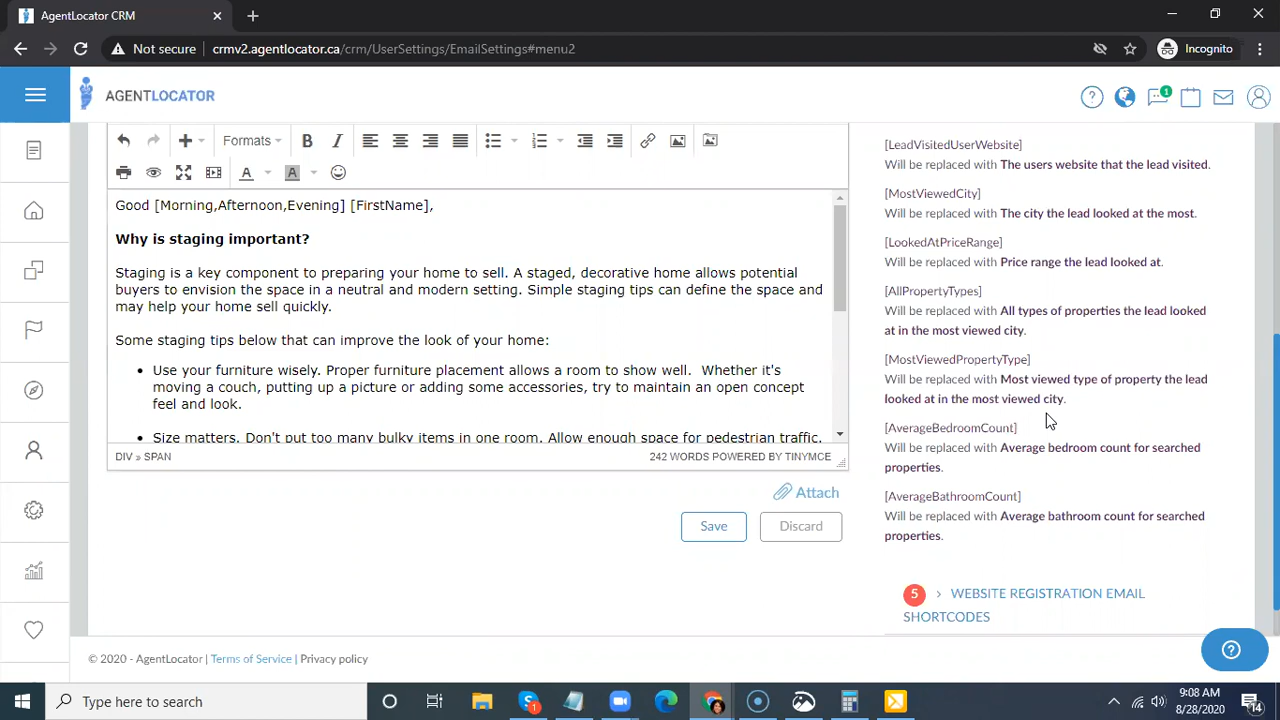 AgentLocator CRM
Not secure
crmv2.agentlocator.ca/crm/UserSettings/EmailSettings#menu2
Incognito
AGENTLOCATOR
1
Formats
B
I
A
A
Good [Morning,Afternoon,Evening] [FirstName],
Why is staging important?
Staging is a key component to preparing your home to sell. A staged, decorative home allows potential
buyers to envision the space in a neutral and modern setting. Simple staging tips can define the space and
may help your home sell quickly.
Some staging tips below that can improve the look of your home:
• Use your furniture wisely. Proper furniture placement allows a room to show well.  Whether it's
moving a couch, putting up a picture or adding some accessories, try to maintain an open concept
feel and look.
• Size matters. Don't put too many bulky items in one room. Allow enough space for pedestrian traffic.
DIV » SPAN
242 WORDS POWERED BY TINYMCE
Attach
Save
Discard
[LeadVisitedUserWebsite]
Will be replaced with The users website that the lead visited.
[MostViewedCity]
Will be replaced with The city the lead looked at the most.
[LookedAtPriceRange]
Will be replaced with Price range the lead looked at.
[AllPropertyTypes]
Will be replaced with All types of properties the lead looked
at in the most viewed city.
[MostViewedPropertyType]
Will be replaced with Most viewed type of property the lead
looked at in the most viewed city.
[AverageBedroomCount]
Will be replaced with Average bedroom count for searched
properties.
[AverageBathroomCount]
Will be replaced with Average bathroom count for searched
properties.
5 › WEBSITE REGISTRATION EMAIL
SHORTCODES
© 2020 - AgentLocator | Terms of Service | Privacy policy
Type here to search
1
9:08 AM
8/28/2020
14